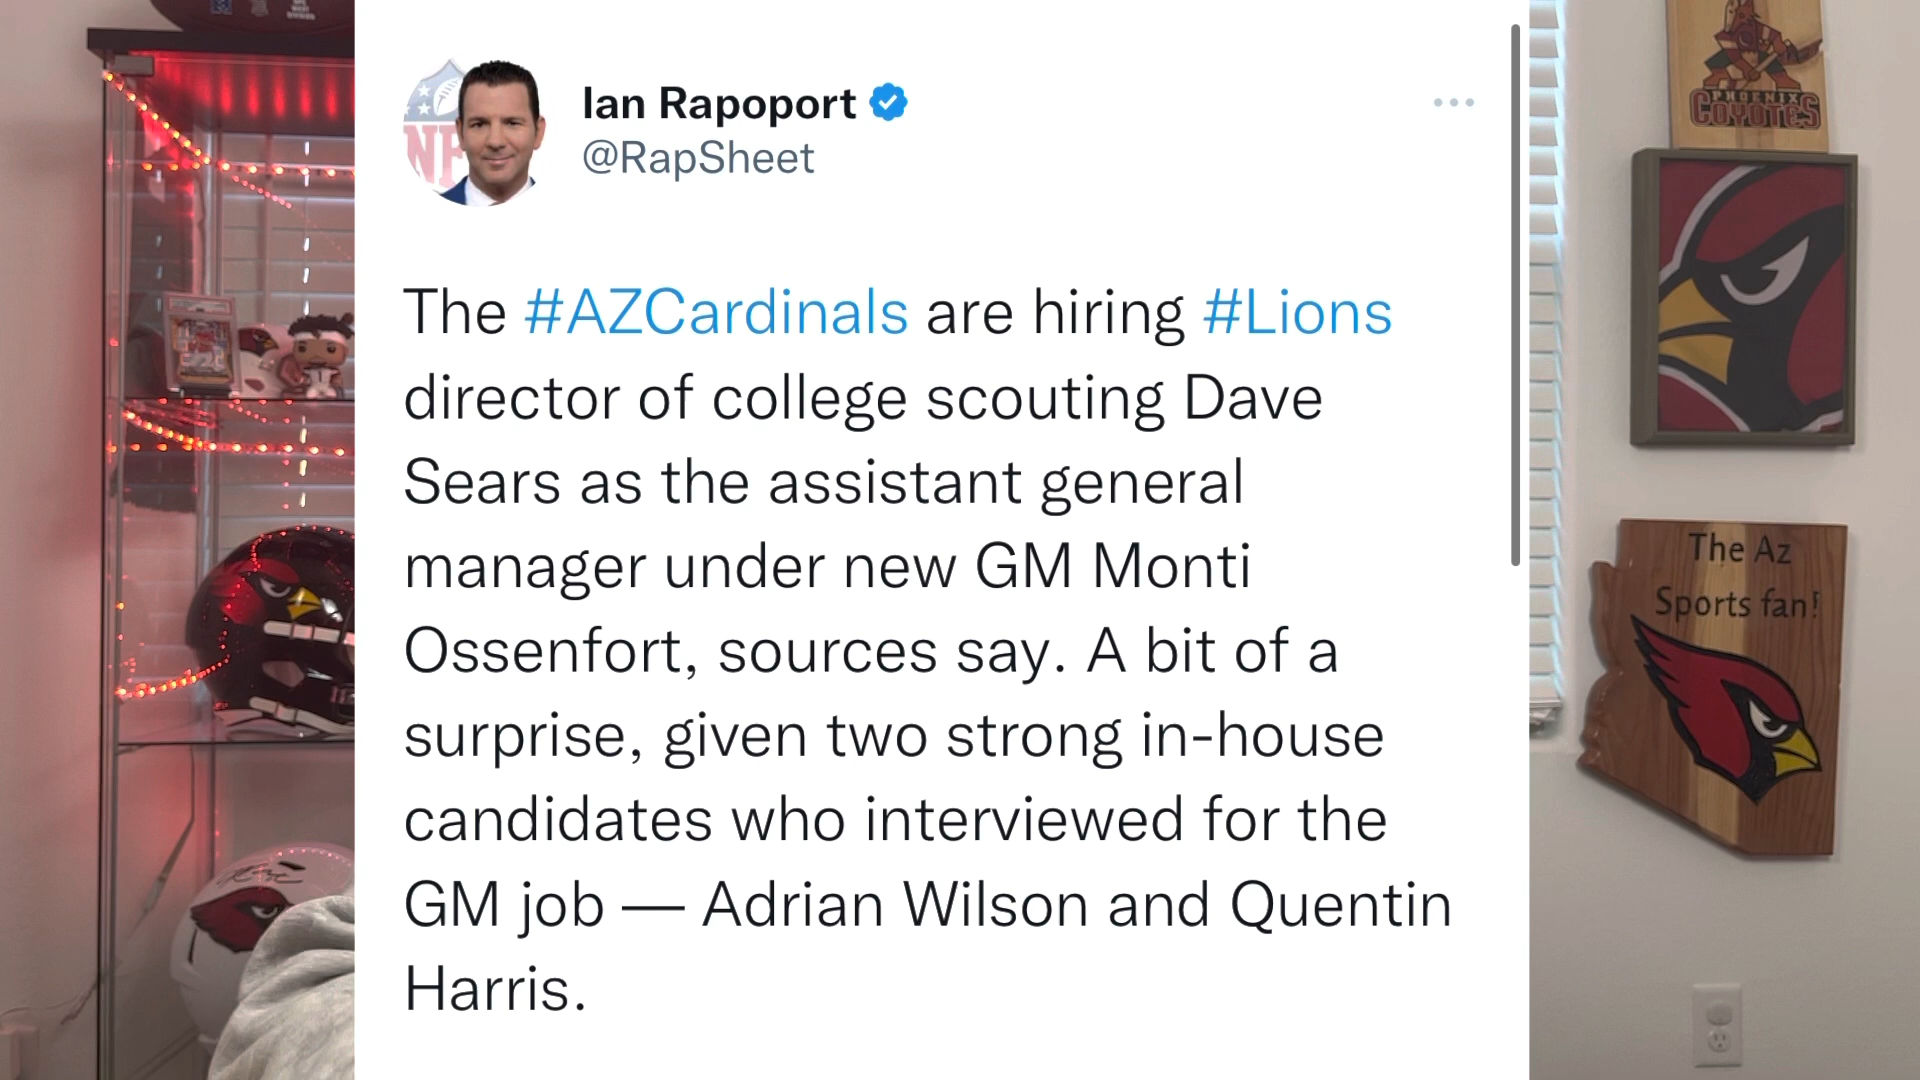 Ian Rapoport
@RapSheet
The #AZCardinals are hiring #Lions
director of college scouting Dave
Sears as the assistant general
manager under new GM Monti
Ossenfort, sources say. A bit of a
surprise, given two strong in-house
candidates who interviewed for the
GM job — Adrian Wilson and Quentin
Harris.
PHOENIX
COYOTES
The Az
Sports fan!